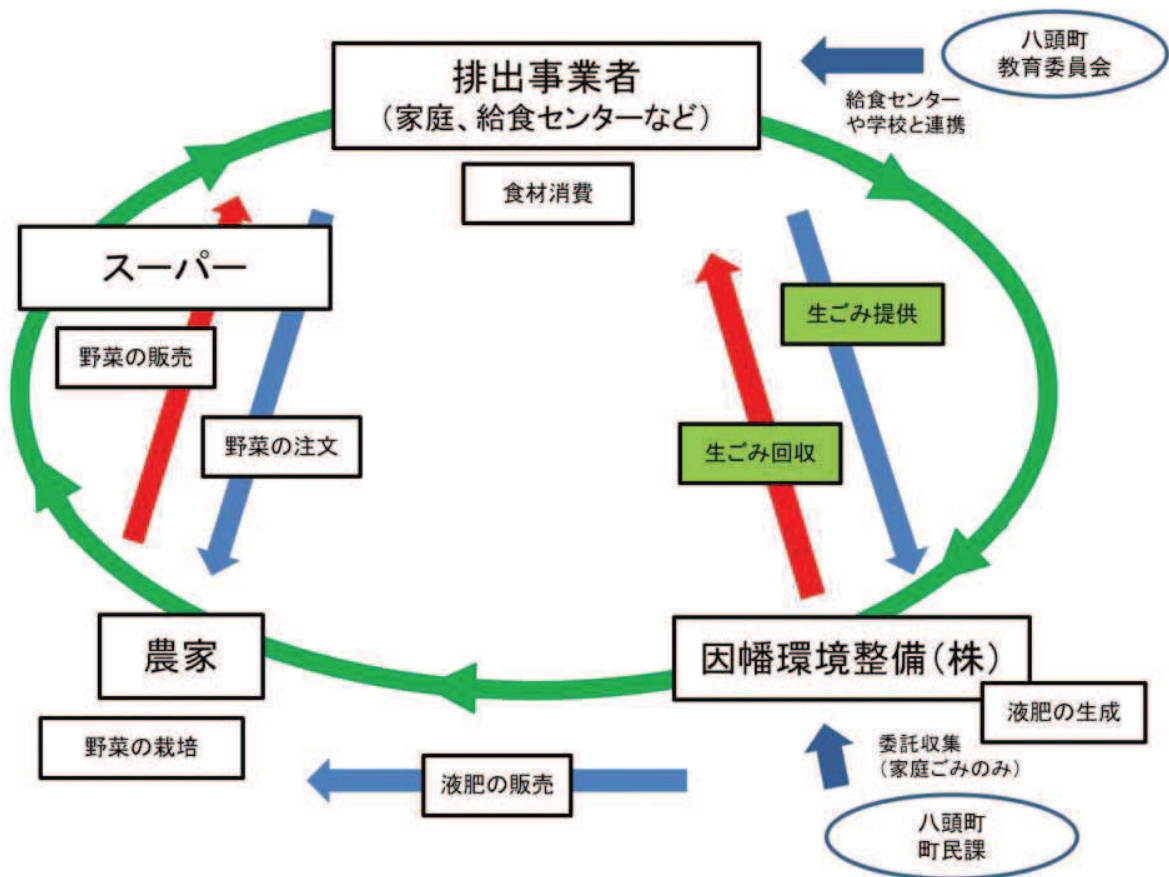 排出事業者
（家庭、給食センターなど）
八頭町
教育委員会
給食センター
や学校と連携
食材消費
スーパー
野菜の販売
野菜の注文
生ごみ提供
生ごみ回収
農家
野菜の栽培
因幡環境整備（株）
液肥の生成
液肥の販売
委託収集
（家庭ごみのみ）
八頭町
町民課